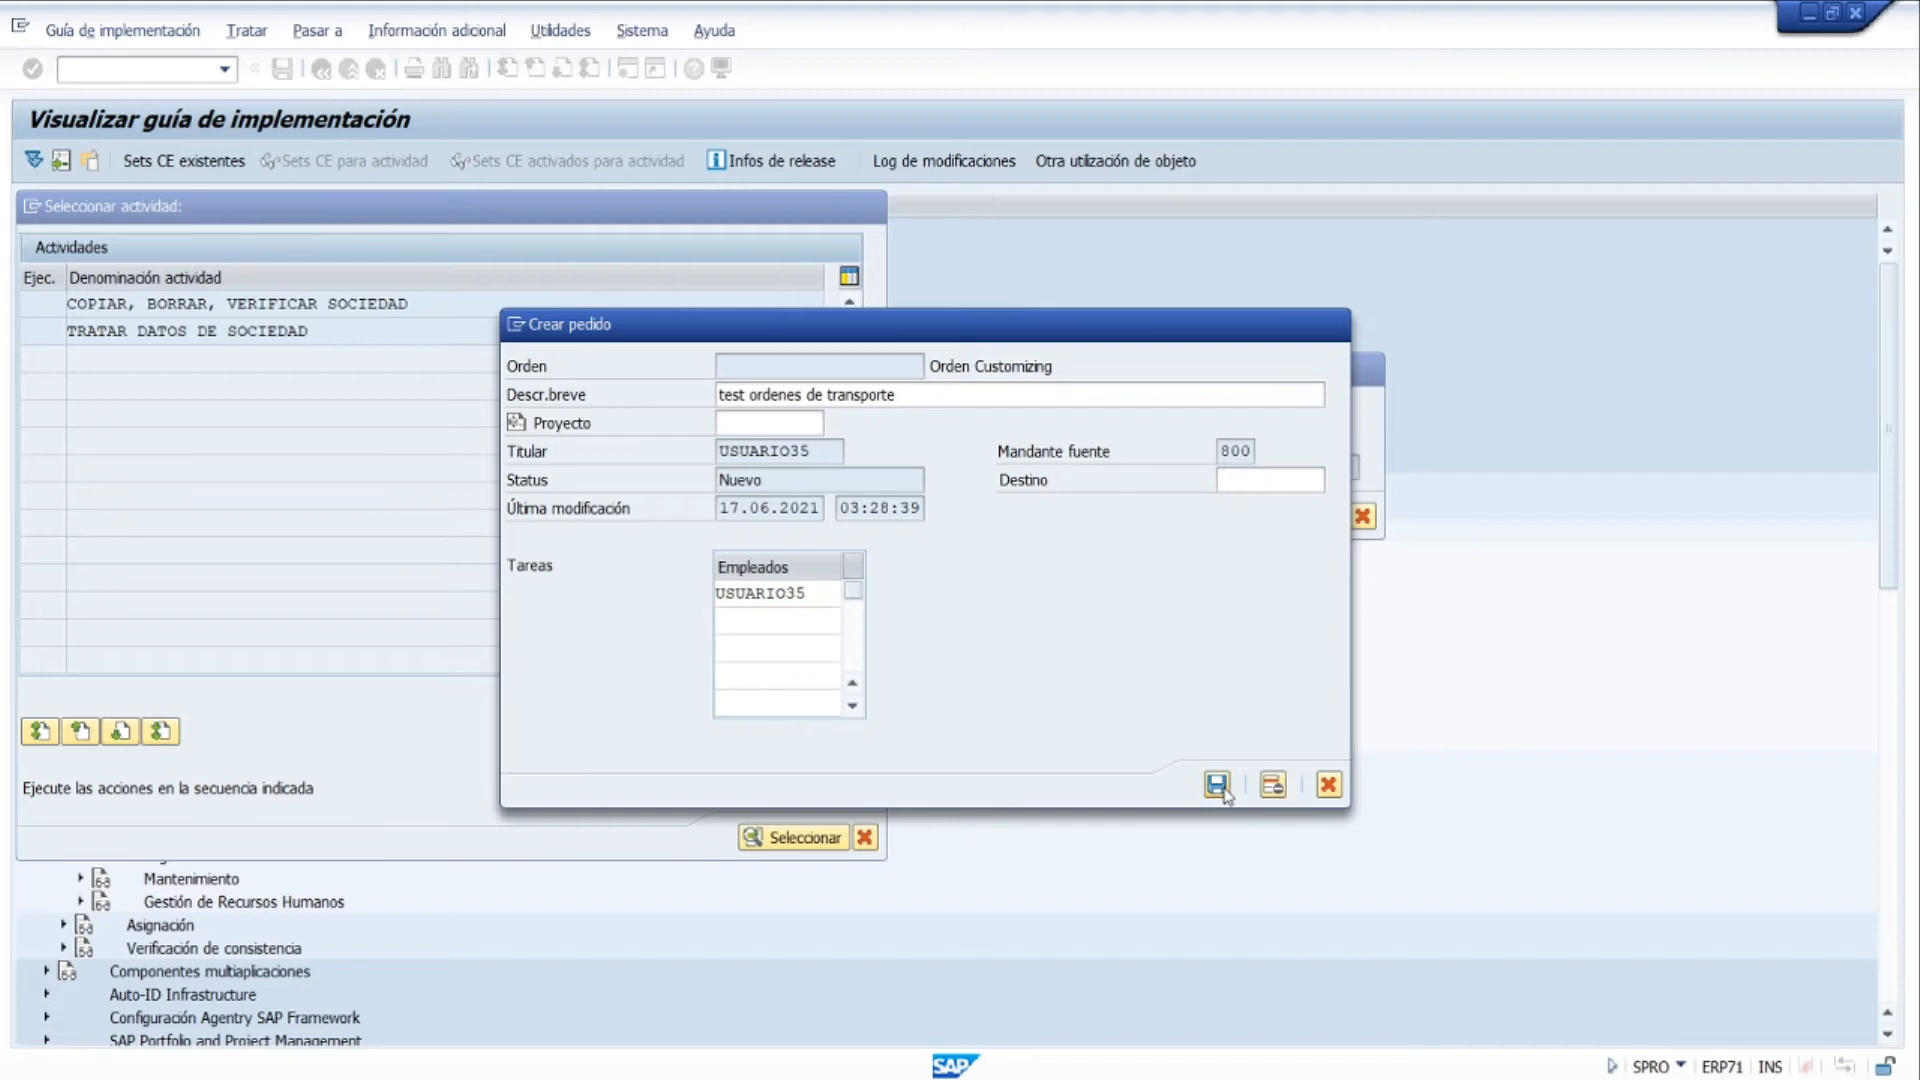 Guía de implementación Tratar Pasar a Información adicional Utilidades Sistema Ayuda
Visualizar guía de implementación
Sets CE existentes Sets CE para actividad Sets CE activados para actividad Infos de release Log de modificaciones Otra utilización de objeto
Seleccionar actividad:
Actividades
Ejec. Denominación actividad
COPIAR, BORRAR, VERIFICAR SOCIEDAD
TRATAR DATOS DE SOCIEDAD
Crear pedido
Orden Orden Customizing
Descr.breve test ordenes de transporte
Proyecto
Titular USUARIO35 Mandante fuente 800
Status Nuevo Destino
Última modificación 17.06.2021 03:28:39
Tareas Empleados
USUARIO35
Ejecute las acciones en la secuencia indicada
Seleccionar
Mantenimiento
Gestión de Recursos Humanos
Asignación
Verificación de consistencia
Componentes multiaplicaciones
Auto-ID Infrastructure
Configuración Agentry SAP Framework
SAP Portfolio and Project Management
SAP SPRO ERP71 INS